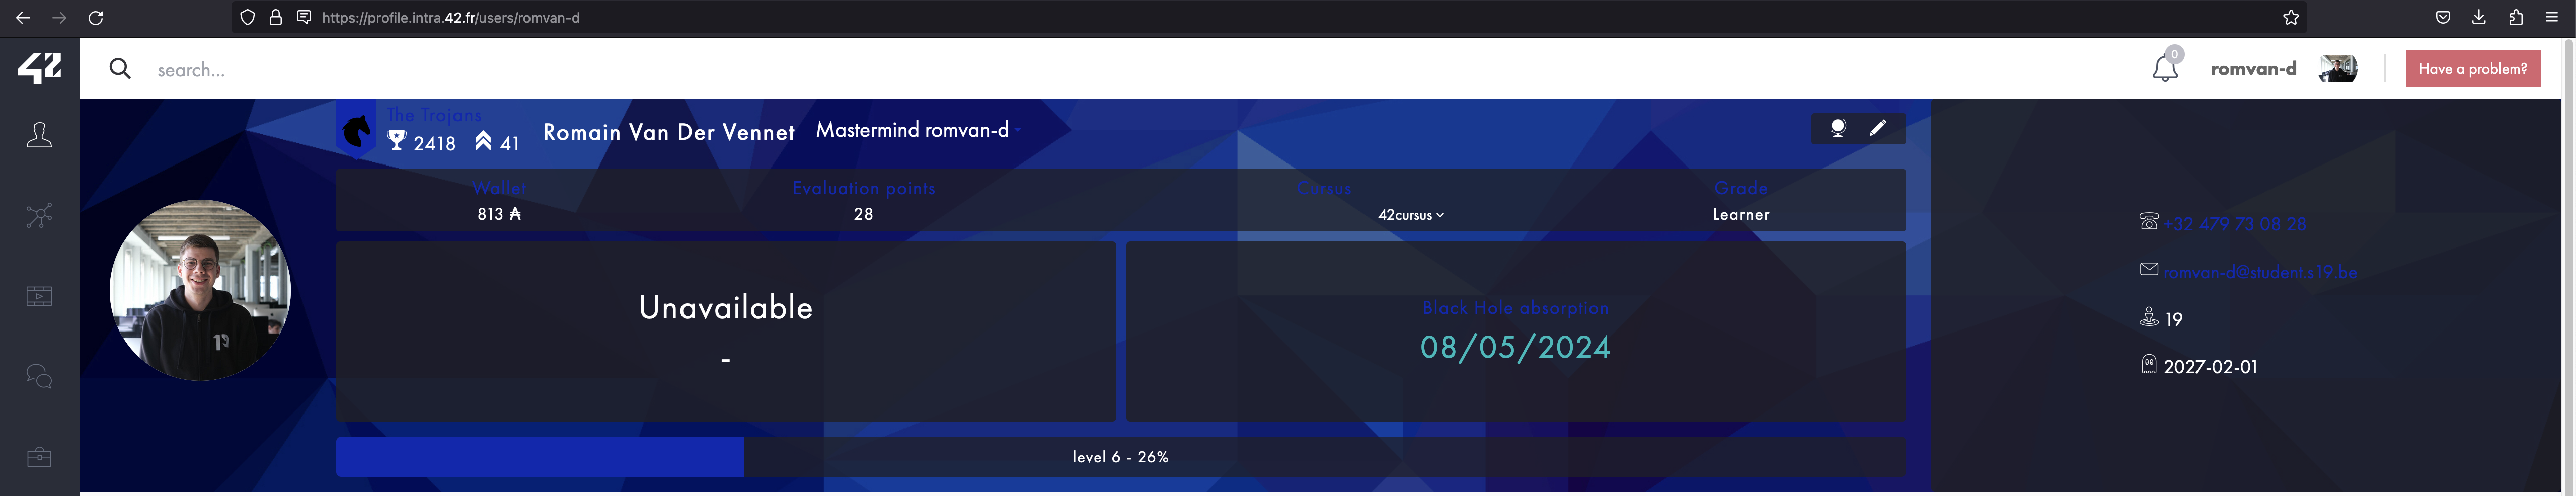 https://profile.intra.42.fr/users/romvan-d
42
search...
0
romvan-d
Have a problem?
The Trojans
2418 41
Romain Van Der Vennet
Mastermind romvan-d
Wallet
813 ₳
Evaluation points
28
Cursus
42cursus
Grade
Learner
Unavailable
-
Black Hole absorption
08/05/2024
level 6 - 26%
+32 479 73 08 28
romvan-d@student.s19.be
19
2027-02-01
19